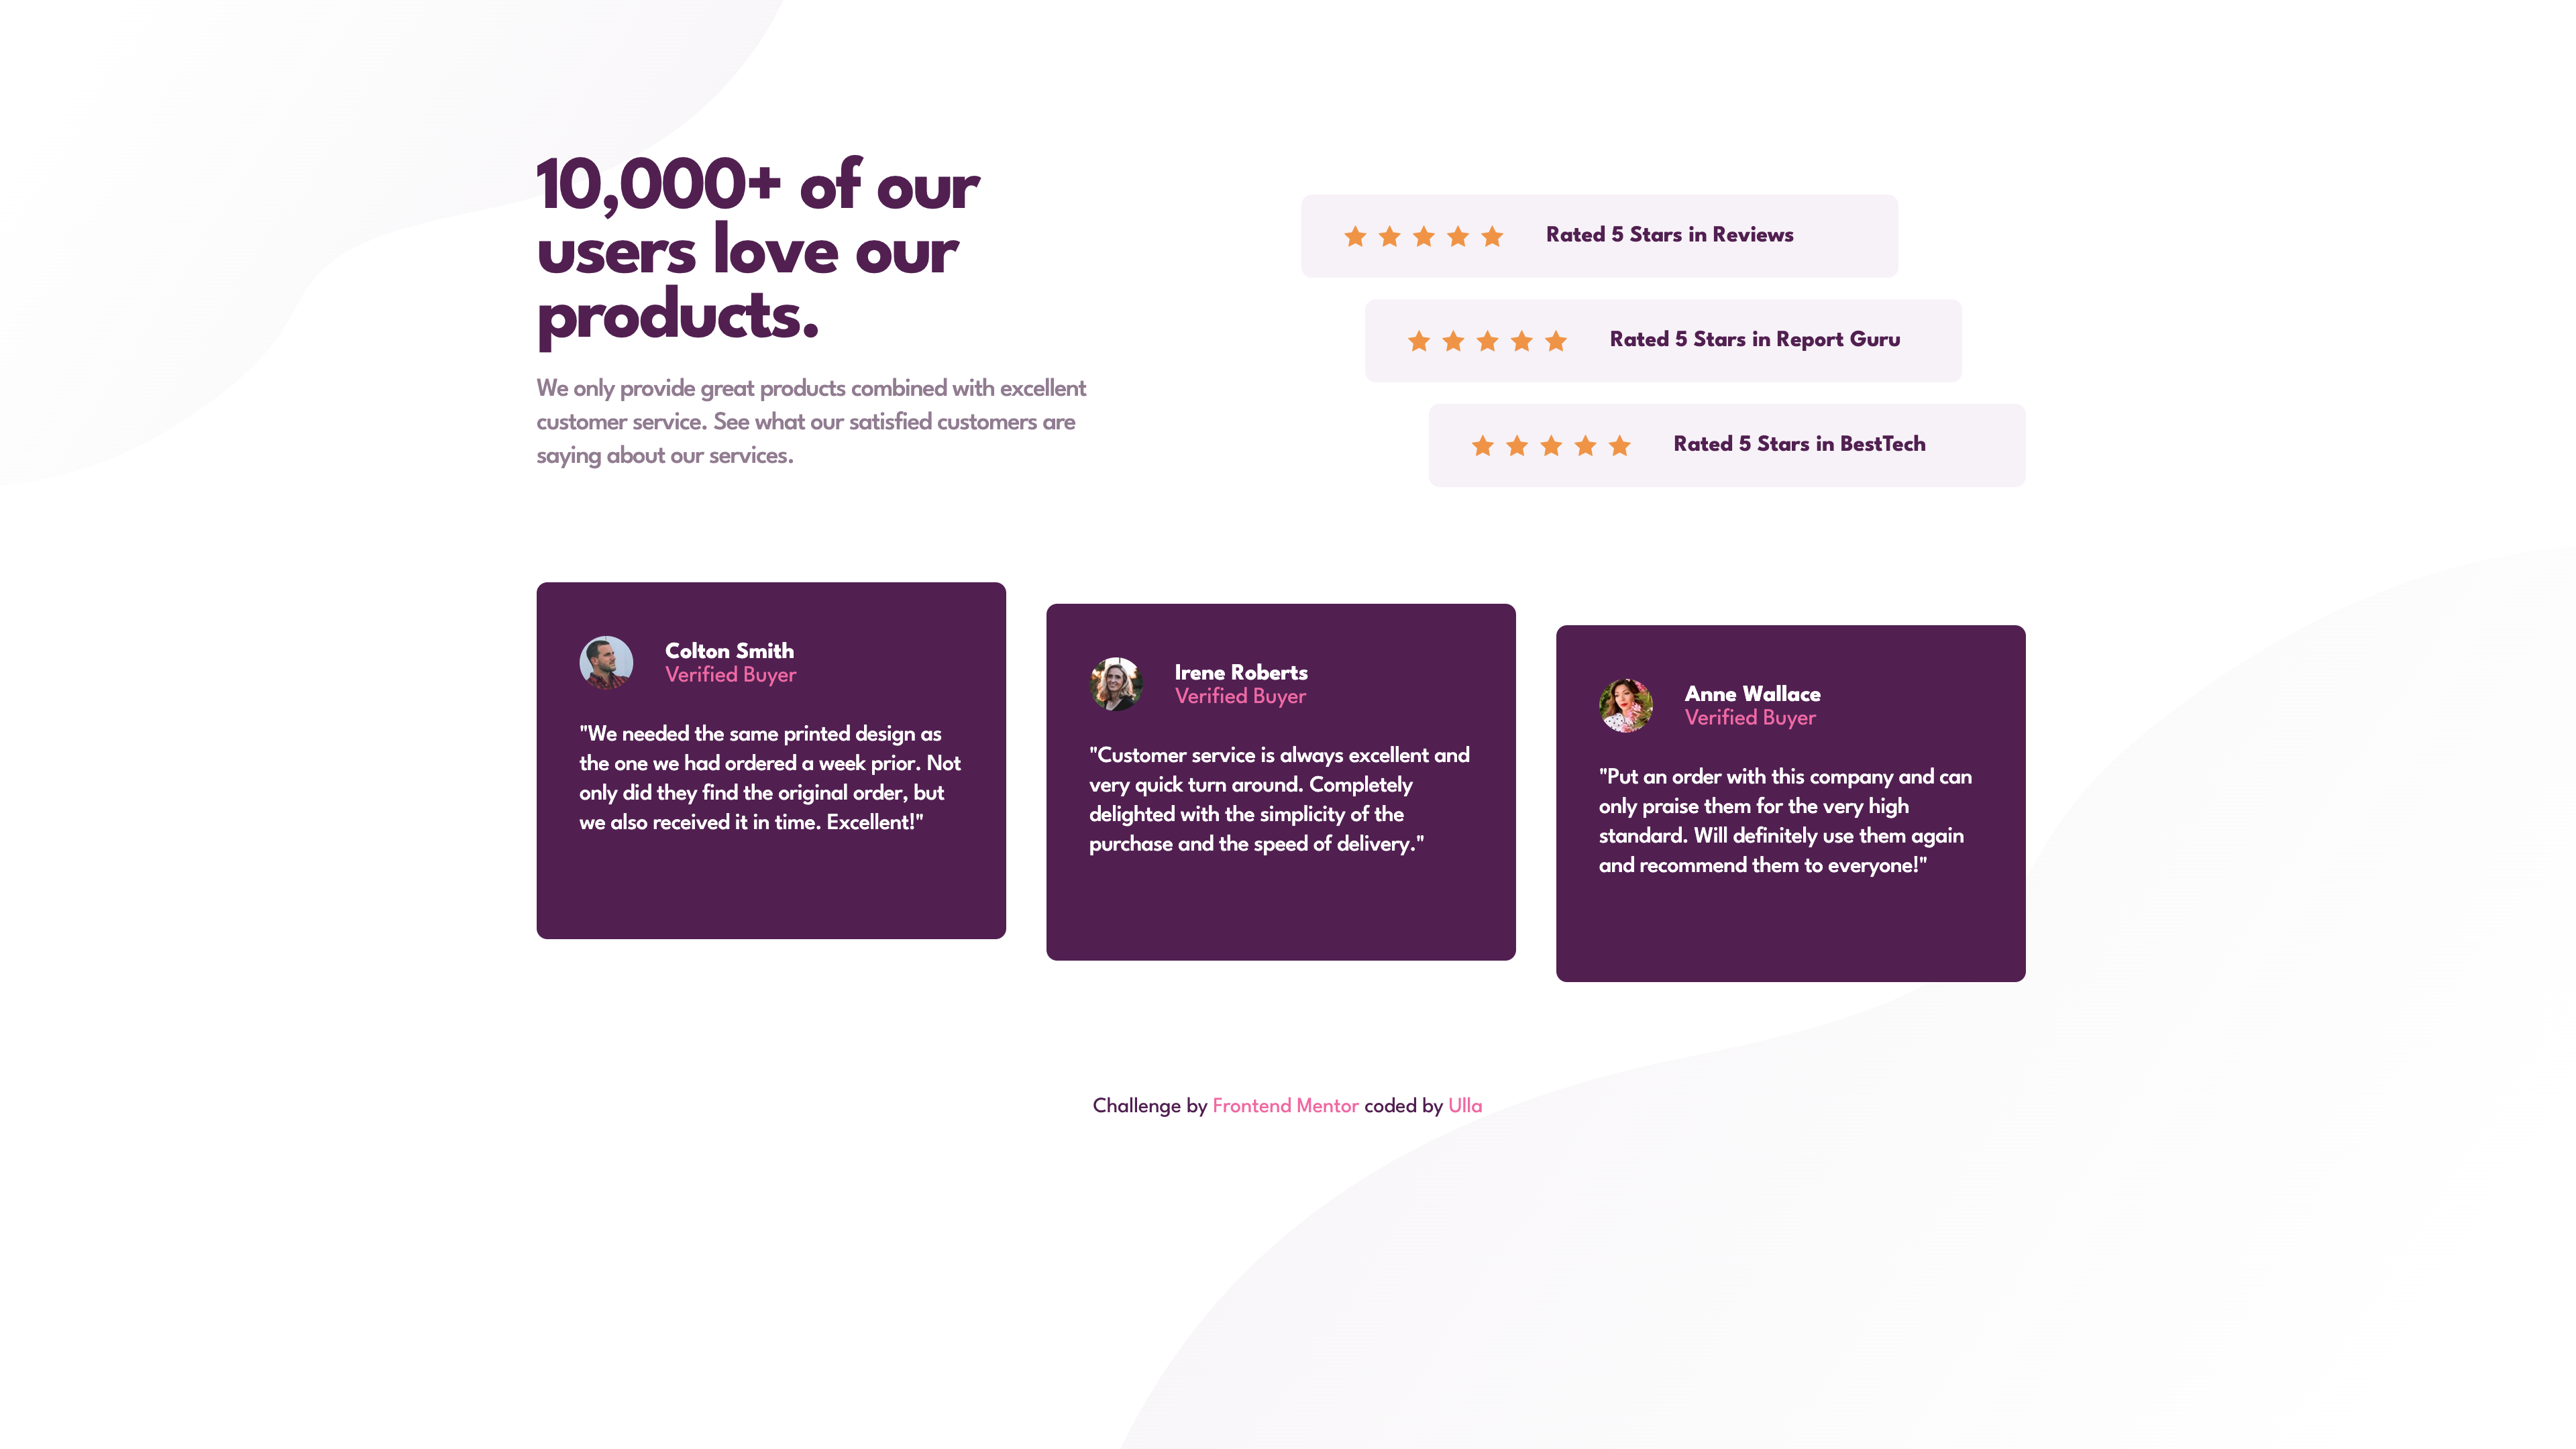 10,000+ of our
users love our
products.
We only provide great products combined with excellent
customer service. See what our satisfied customers are
saying about our services.
Rated 5 Stars in Reviews
Rated 5 Stars in Report Guru
Rated 5 Stars in BestTech
Colton Smith
Verified Buyer
"We needed the same printed design as
the one we had ordered a week prior. Not
only did they find the original order, but
we also received it in time. Excellent!"
Irene Roberts
Verified Buyer
"Customer service is always excellent and
very quick turn around. Completely
delighted with the simplicity of the
purchase and the speed of delivery."
Anne Wallace
Verified Buyer
"Put an order with this company and can
only praise them for the very high
standard. Will definitely use them again
and recommend them to everyone!"
Challenge by Frontend Mentor coded by Ulla